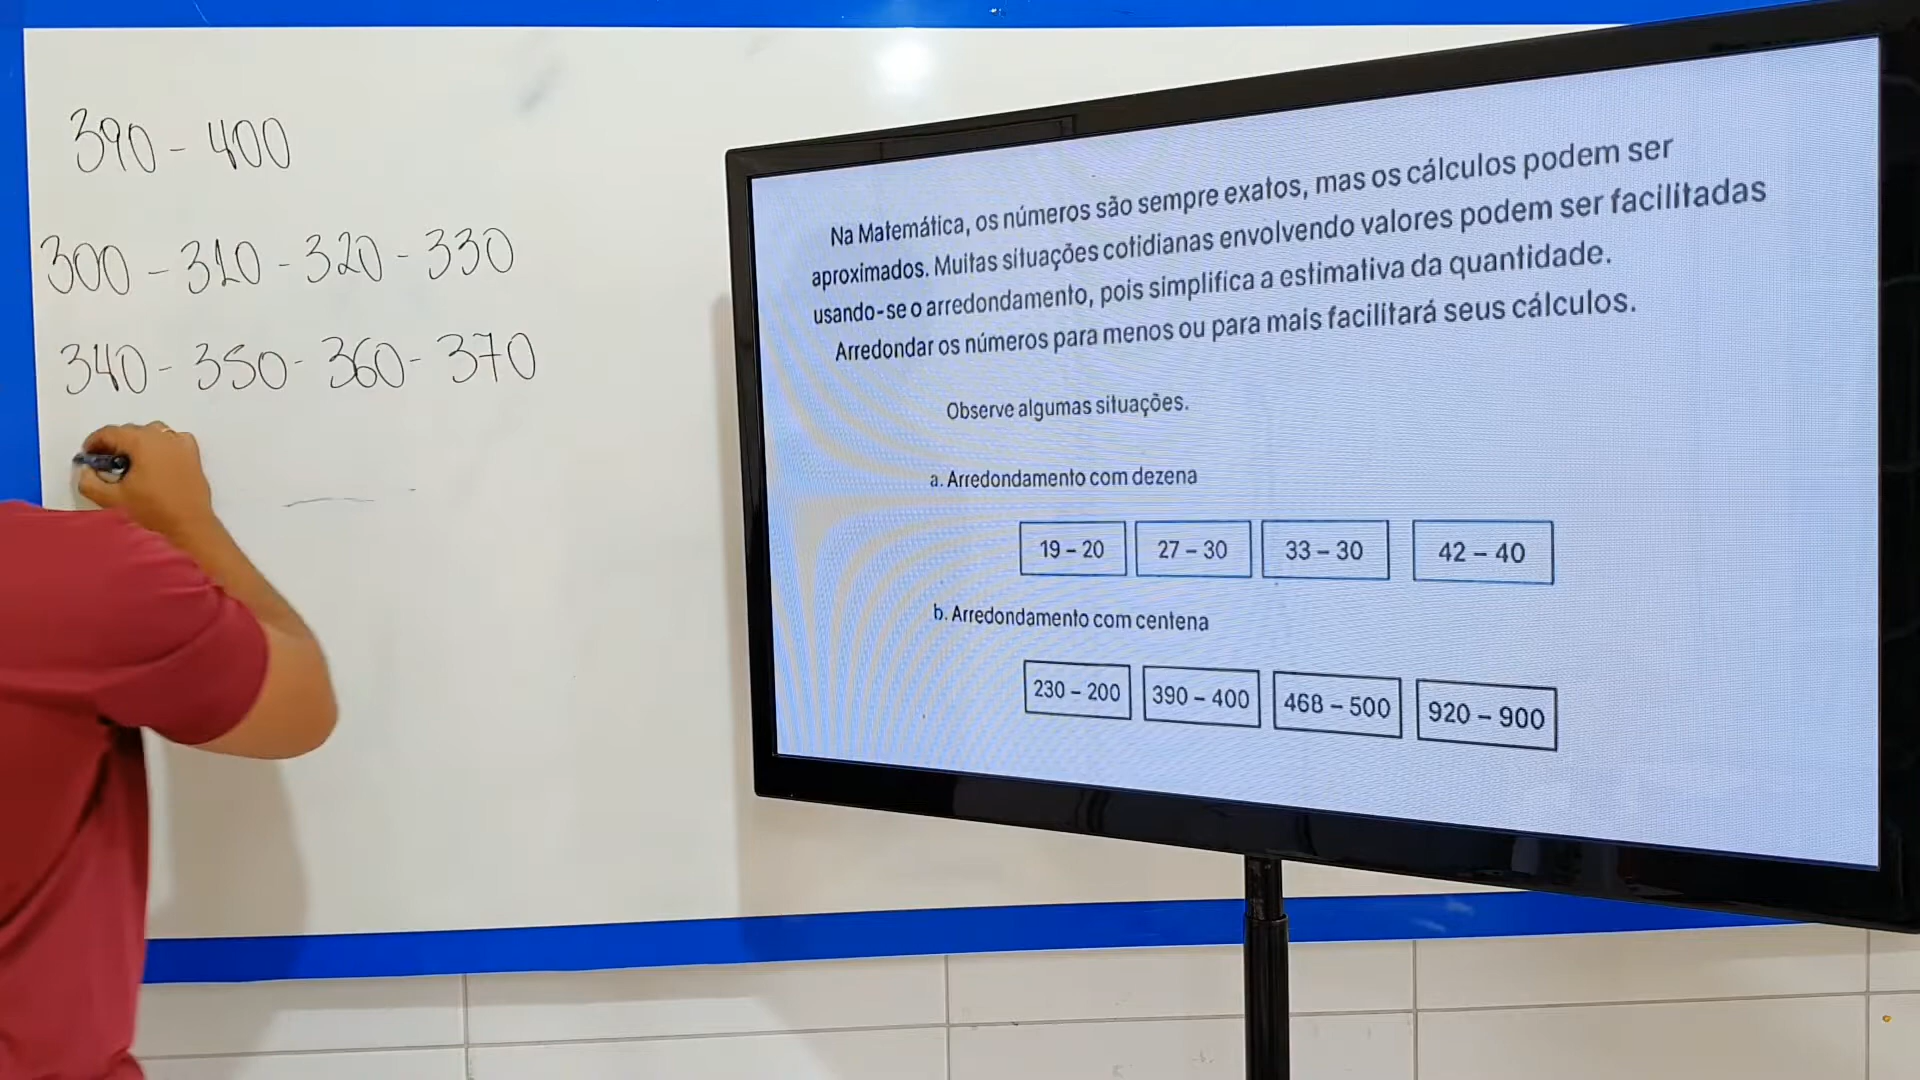 390 - 400
300 - 310 - 320 - 330
340 - 350 - 360 - 370
Na Matemática, os números são sempre exatos, mas os cálculos podem ser
aproximados. Muitas situações cotidianas envolvendo valores podem ser facilitadas
usando-se o arredondamento, pois simplifica a estimativa da quantidade.
Arredondar os números para menos ou para mais facilitará seus cálculos.
Observe algumas situações.
a. Arredondamento com dezena
19 – 20 27 – 30 33 – 30 42 – 40
b. Arredondamento com centena
230 – 200 390 – 400 468 – 500 920 – 900